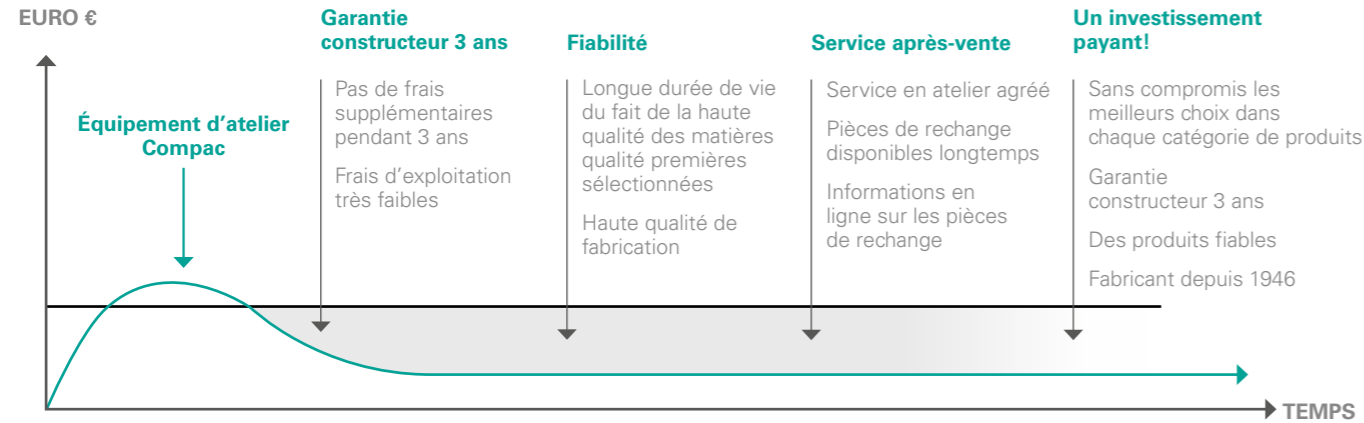 EURO €
Équipement d’atelier
Compac
Garantie
constructeur 3 ans
Pas de frais
supplémentaires
pendant 3 ans
Frais d’exploitation
très faibles
Fiabilité
Longue durée de vie
du fait de la haute
qualité des matières
qualité premières
sélectionnées
Haute qualité de
fabrication
Service après-vente
Service en atelier agréé
Pièces de rechange
disponibles longtemps
Informations en
ligne sur les pièces
de rechange
Un investissement
payant!
Sans compromis les
meilleurs choix dans
chaque catégorie de produits
Garantie
constructeur 3 ans
Des produits fiables
Fabricant depuis 1946
TEMPS